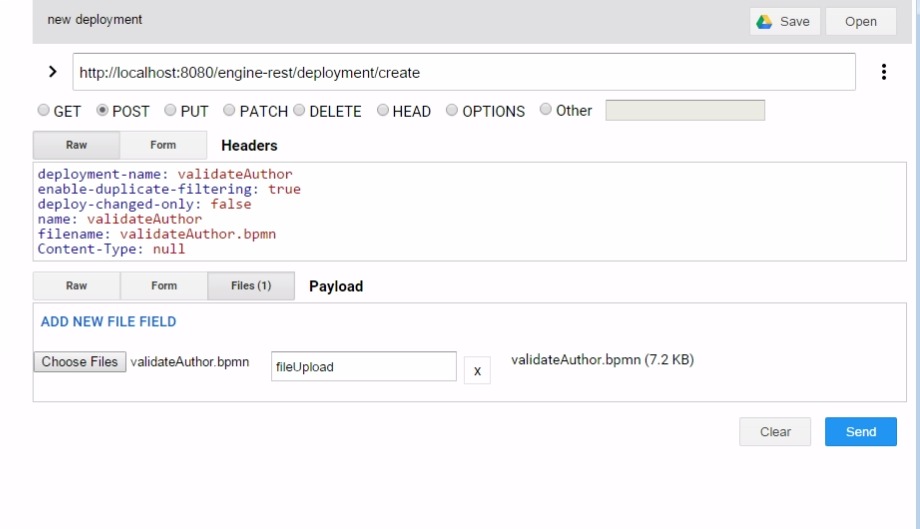 new deployment
Save
Open
http://localhost:8080/engine-rest/deployment/create
GET POST PUT PATCH DELETE HEAD OPTIONS Other
Raw Form Headers
deployment-name: validateAuthor
enable-duplicate-filtering: true
deploy-changed-only: false
name: validateAuthor
filename: validateAuthor.bpmn
Content-Type: null
Raw Form Files (1) Payload
ADD NEW FILE FIELD
Choose Files validateAuthor.bpmn fileUpload x validateAuthor.bpmn (7.2 KB)
Clear Send